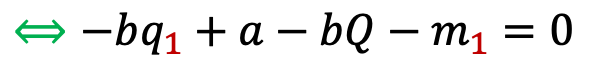 ⟺ −bq₁ + a − bQ − m₁ = 0